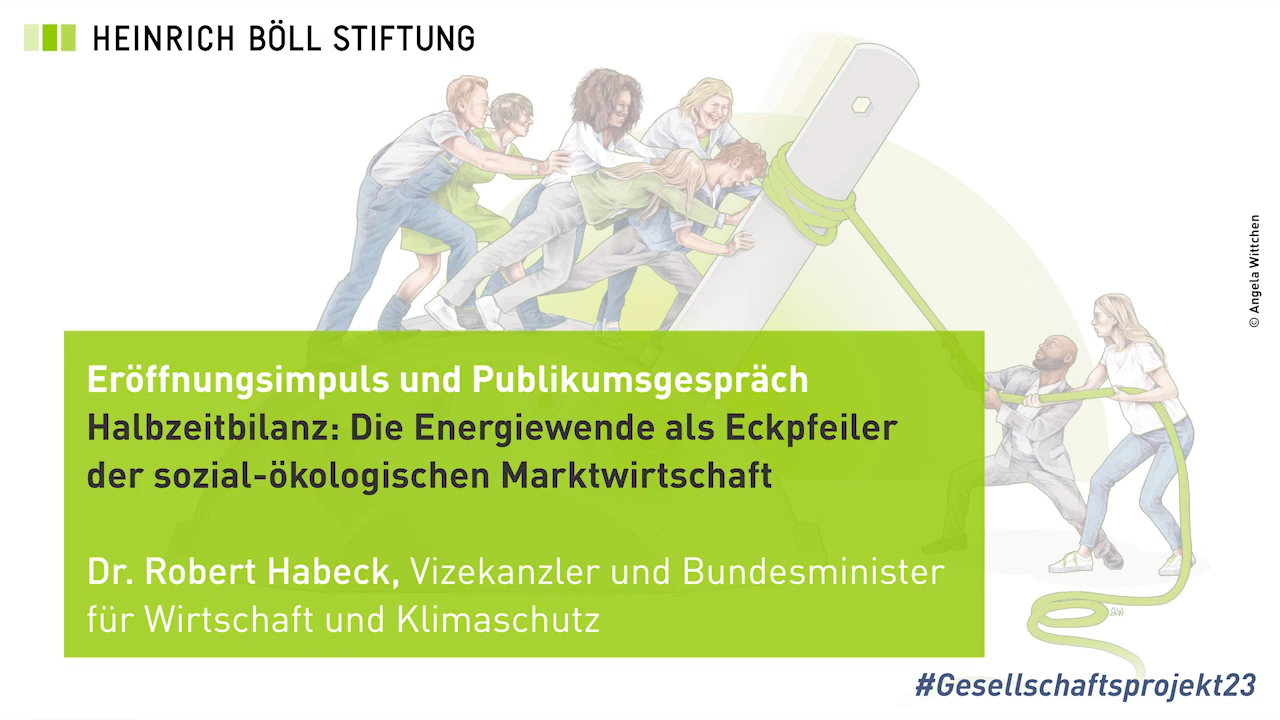 HEINRICH BÖLL STIFTUNG
© Angela Wittchen
Eröffnungsimpuls und Publikumsgespräch
Halbzeitbilanz: Die Energiewende als Eckpfeiler
der sozial-ökologischen Marktwirtschaft
Dr. Robert Habeck, Vizekanzler und Bundesminister
für Wirtschaft und Klimaschutz
aw
#Gesellschaftsprojekt23